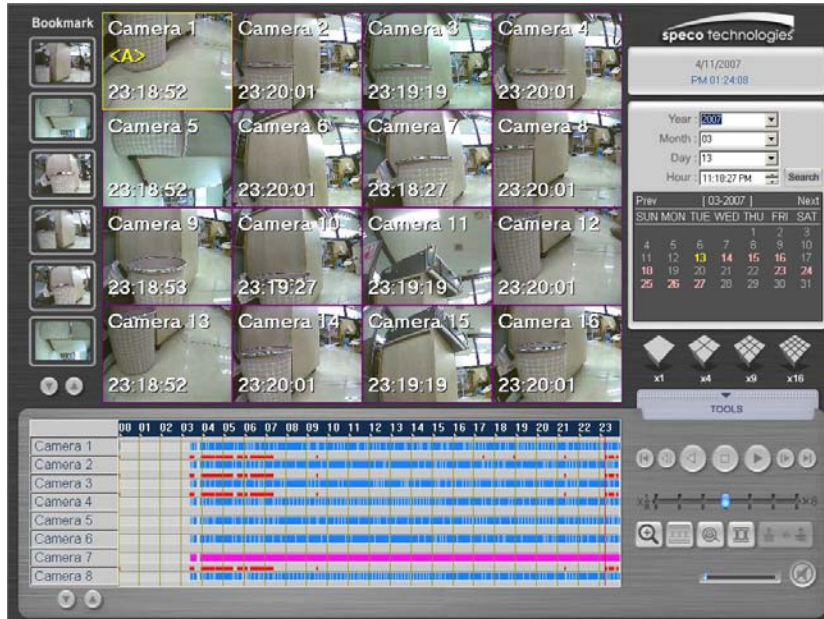 Bookmark
Camera 1
<A>
23:18:52
Camera 2
23:20:01
Camera 3
23:19:19
Camera 4
23:20:01
Camera 5
23:18:52
Camera 6
23:20:01
Camera 7
23:18:27
Camera 8
23:20:01
Camera 9
23:18:53
Camera 10
23:19:27
Camera 11
23:19:19
Camera 12
23:20:01
Camera 13
23:18:52
Camera 14
23:20:01
Camera 15
23:19:19
Camera 16
23:20:01
speco technologies
4/11/2007
PM 01:24:08
Year : 2007
Month : 03
Day : 13
Hour : 11:18:27 PM Search
Prev [ 03-2007 ] Next
SUN MON TUE WED THU FRI SAT
1 2 3
4 5 6 7 8 9 10
11 12 13 14 15 16 17
18 19 20 21 22 23 24
25 26 27 28 29 30 31
x1 x4 x9 x16
TOOLS
00 01 02 03 04 05 06 07 08 09 10 11 12 13 14 15 16 17 18 19 20 21 22 23
Camera 1
Camera 2
Camera 3
Camera 4
Camera 5
Camera 6
Camera 7
Camera 8
×8